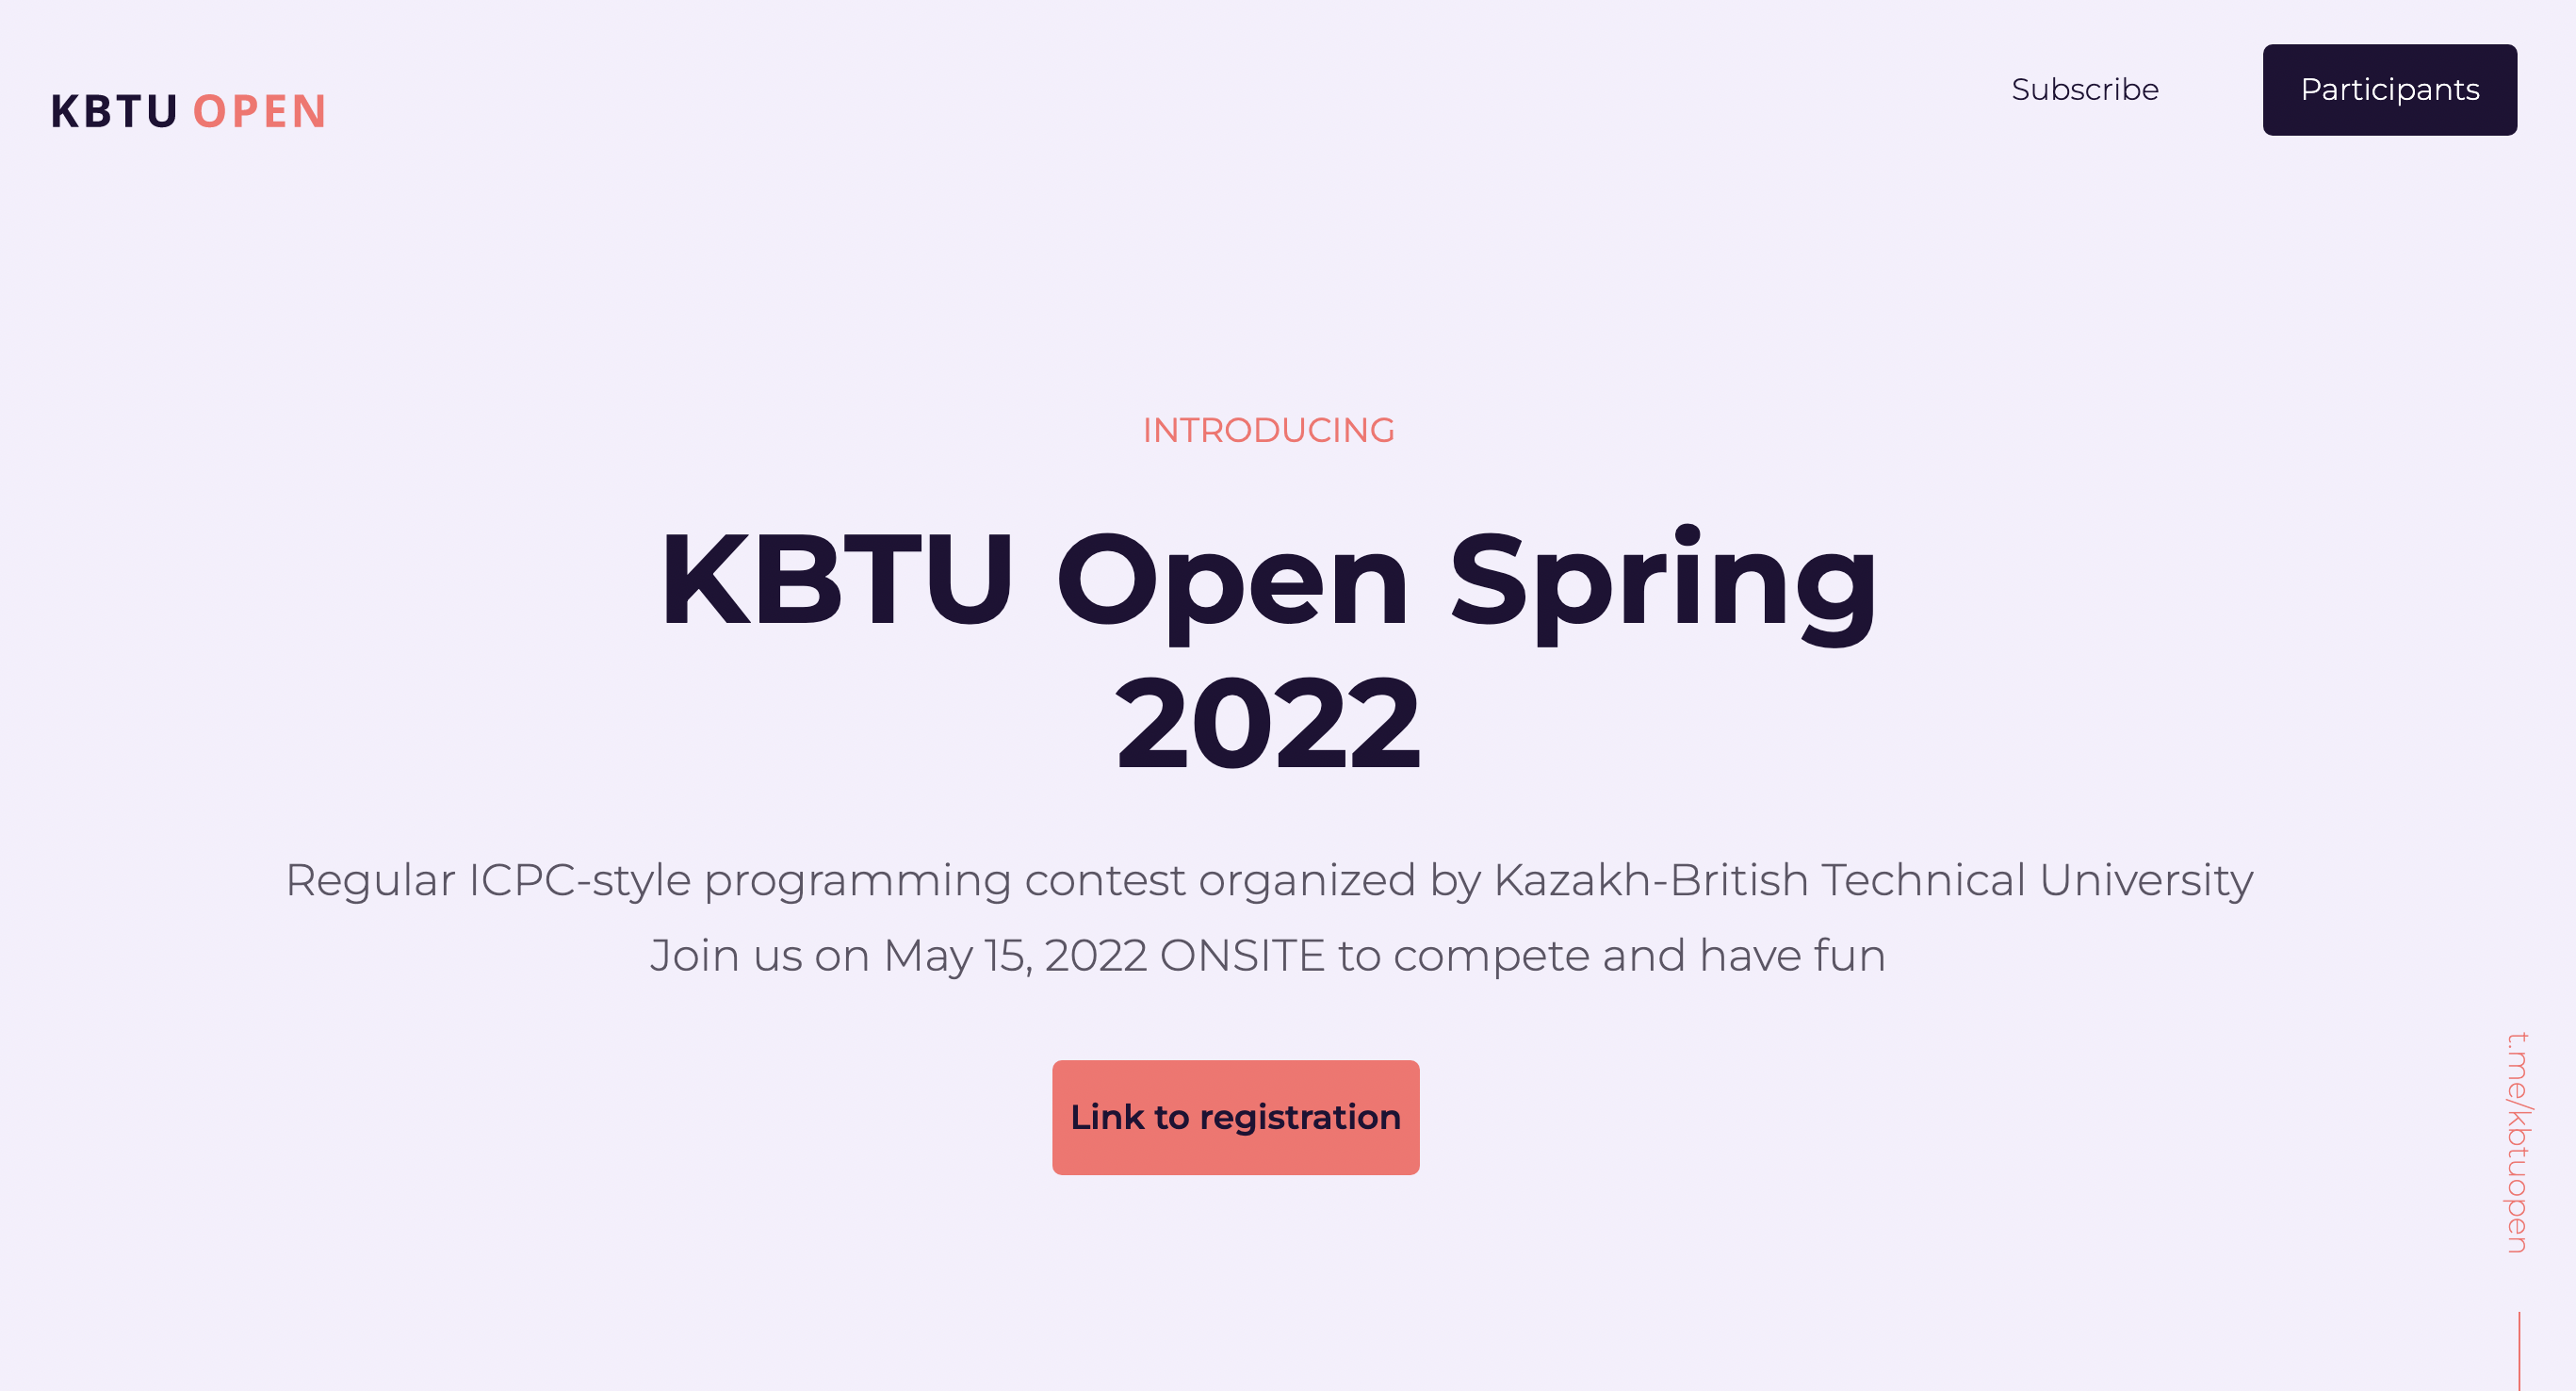 KBTU OPEN
Subscribe
Participants
INTRODUCING
KBTU Open Spring
2022
Regular ICPC-style programming contest organized by Kazakh-British Technical University
Join us on May 15, 2022 ONSITE to compete and have fun
Link to registration
t.me/kbtuopen